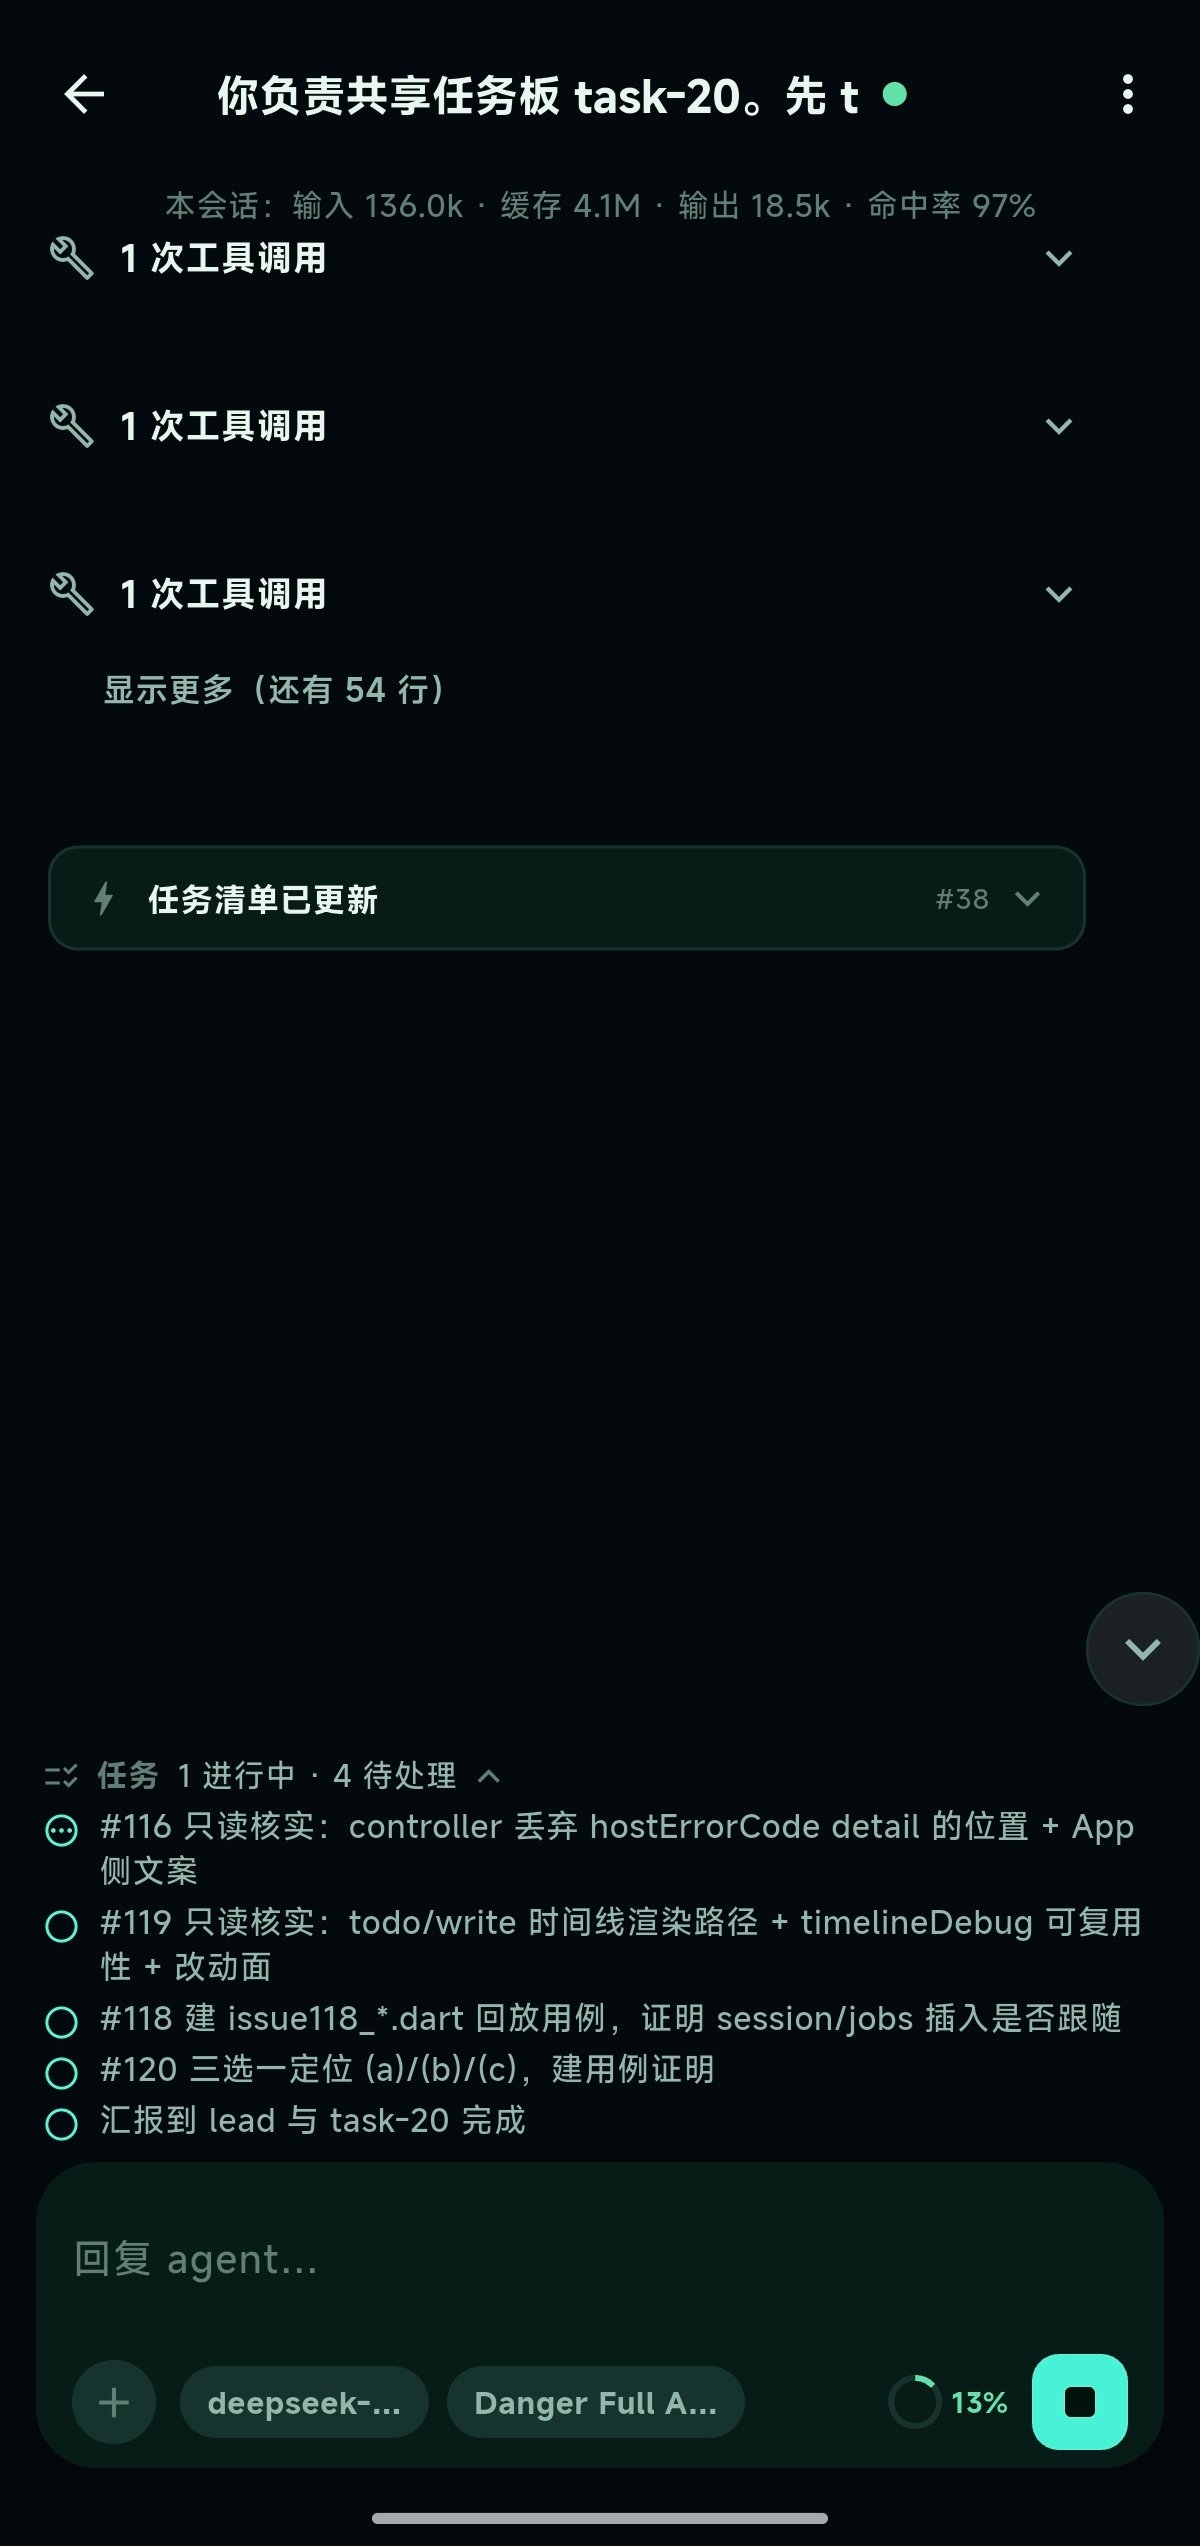 你负责共享任务板 task-20。先 t
本会话：输入 136.0k · 缓存 4.1M · 输出 18.5k · 命中率 97%
1 次工具调用
1 次工具调用
1 次工具调用
显示更多（还有 54 行）
任务清单已更新 #38
任务 1 进行中 · 4 待处理
#116 只读核实：controller 丢弃 hostErrorCode detail 的位置 + App
侧文案
#119 只读核实：todo/write 时间线渲染路径 + timelineDebug 可复用
性 + 改动面
#118 建 issue118_*.dart 回放用例，证明 session/jobs 插入是否跟随
#120 三选一定位 (a)/(b)/(c)，建用例证明
汇报到 lead 与 task-20 完成
回复 agent...
deepseek-... Danger Full A... 13%